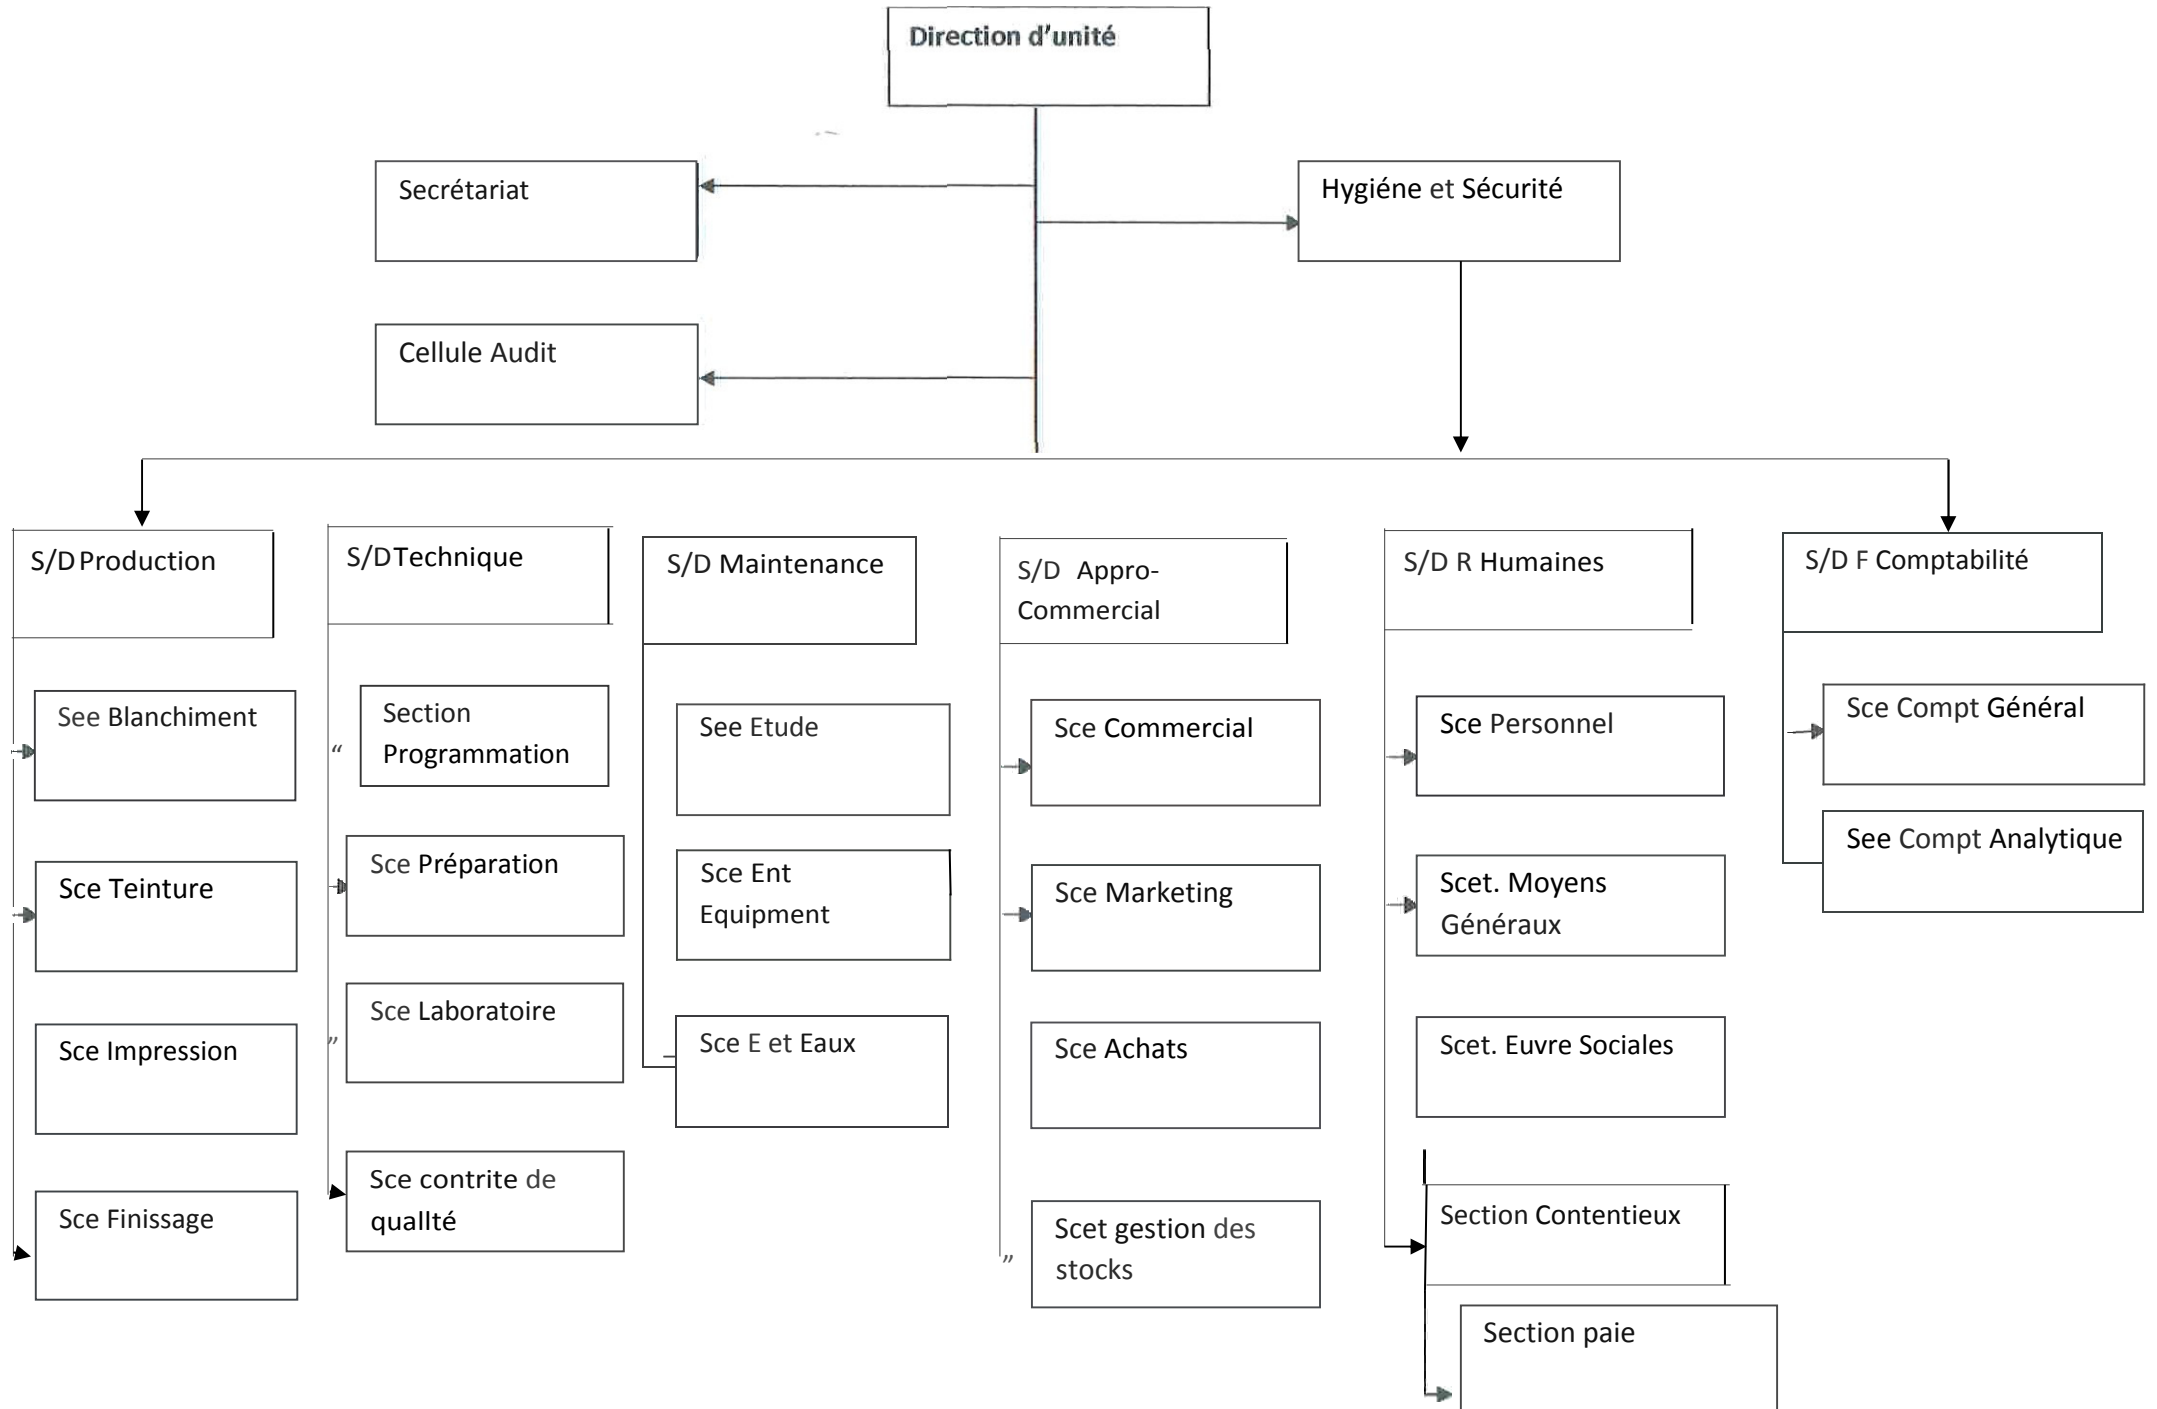 Direction d’unité
Secrétariat
Hygiéne et Sécurité
Cellule Audit
S/D Production
S/D Technique
S/D Maintenance
S/D Appro-
Commercial
S/D R Humaines
S/D F Comptabilité
See Blanchiment
Sce Teinture
Sce Impression
Sce Finissage
Section
Programmation
“
Sce Préparation
Sce Laboratoire
”
Sce contrite de
quallté
See Etude
Sce Ent
Equipment
Sce E et Eaux
Sce Commercial
Sce Marketing
Sce Achats
Scet gestion des
stocks
”
Sce Personnel
Scet. Moyens
Généraux
Scet. Euvre Sociales
Section Contentieux
Section paie
Sce Compt Général
See Compt Analytique